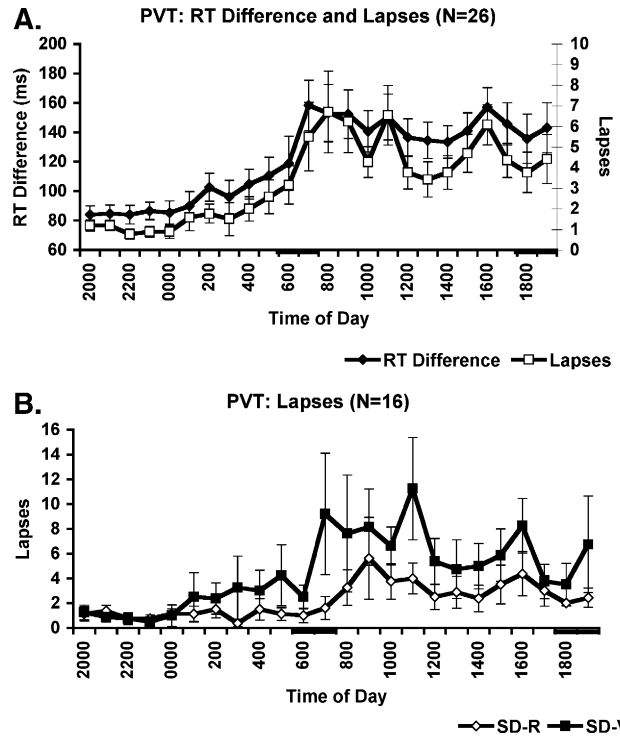 A.
PVT: RT Difference and Lapses (N=26)
200
180
160
140
120
100
80
60
RT Difference (ms)
10
9
8
7
6
5
4
3
2
1
0
Lapses
2000 2200 0000 200 400 600 800 1000 1200 1400 1600 1800
Time of Day
RT Difference Lapses
B.
PVT: Lapses (N=16)
16
14
12
10
8
6
4
2
0
Lapses
2000 2200 0000 200 400 600 800 1000 1200 1400 1600 1800
Time of Day
SD-R SD-V